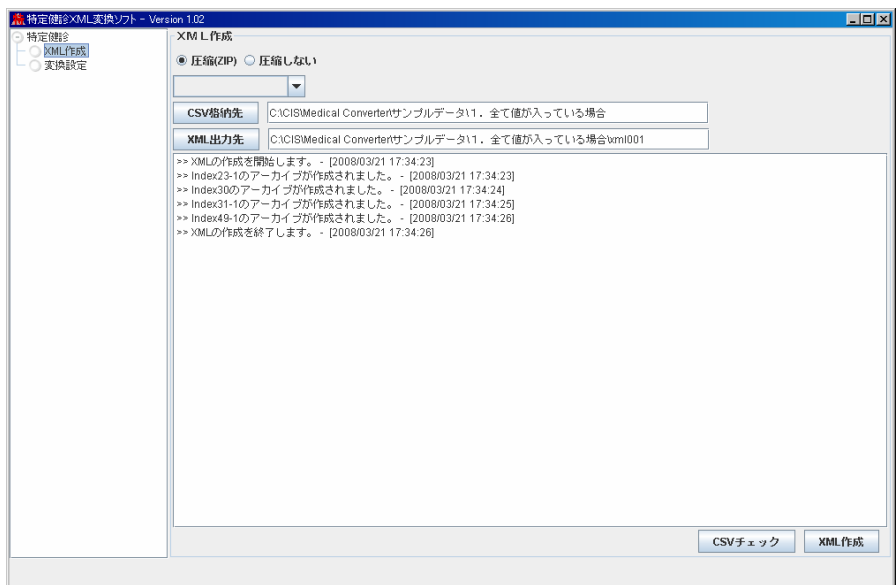 特定健診XML変換ソフト - Version 1.02
特定健診
XML作成
変換設定
XML作成
圧縮(ZIP) 圧縮しない
CSV格納先 C:\CIS\Medical Converter\サンプルデータ\1．全て値が入っている場合
XML出力先 C:\CIS\Medical Converter\サンプルデータ\1．全て値が入っている場合\xml001
>> XMLの作成を開始します。 - [2008/03/21 17:34:23]
>> Index23-1のアーカイブが作成されました。 - [2008/03/21 17:34:23]
>> Index30のアーカイブが作成されました。 - [2008/03/21 17:34:24]
>> Index31-1のアーカイブが作成されました。 - [2008/03/21 17:34:25]
>> Index49-1のアーカイブが作成されました。 - [2008/03/21 17:34:26]
>> XMLの作成を終了します。 - [2008/03/21 17:34:26]
CSVチェック XML作成